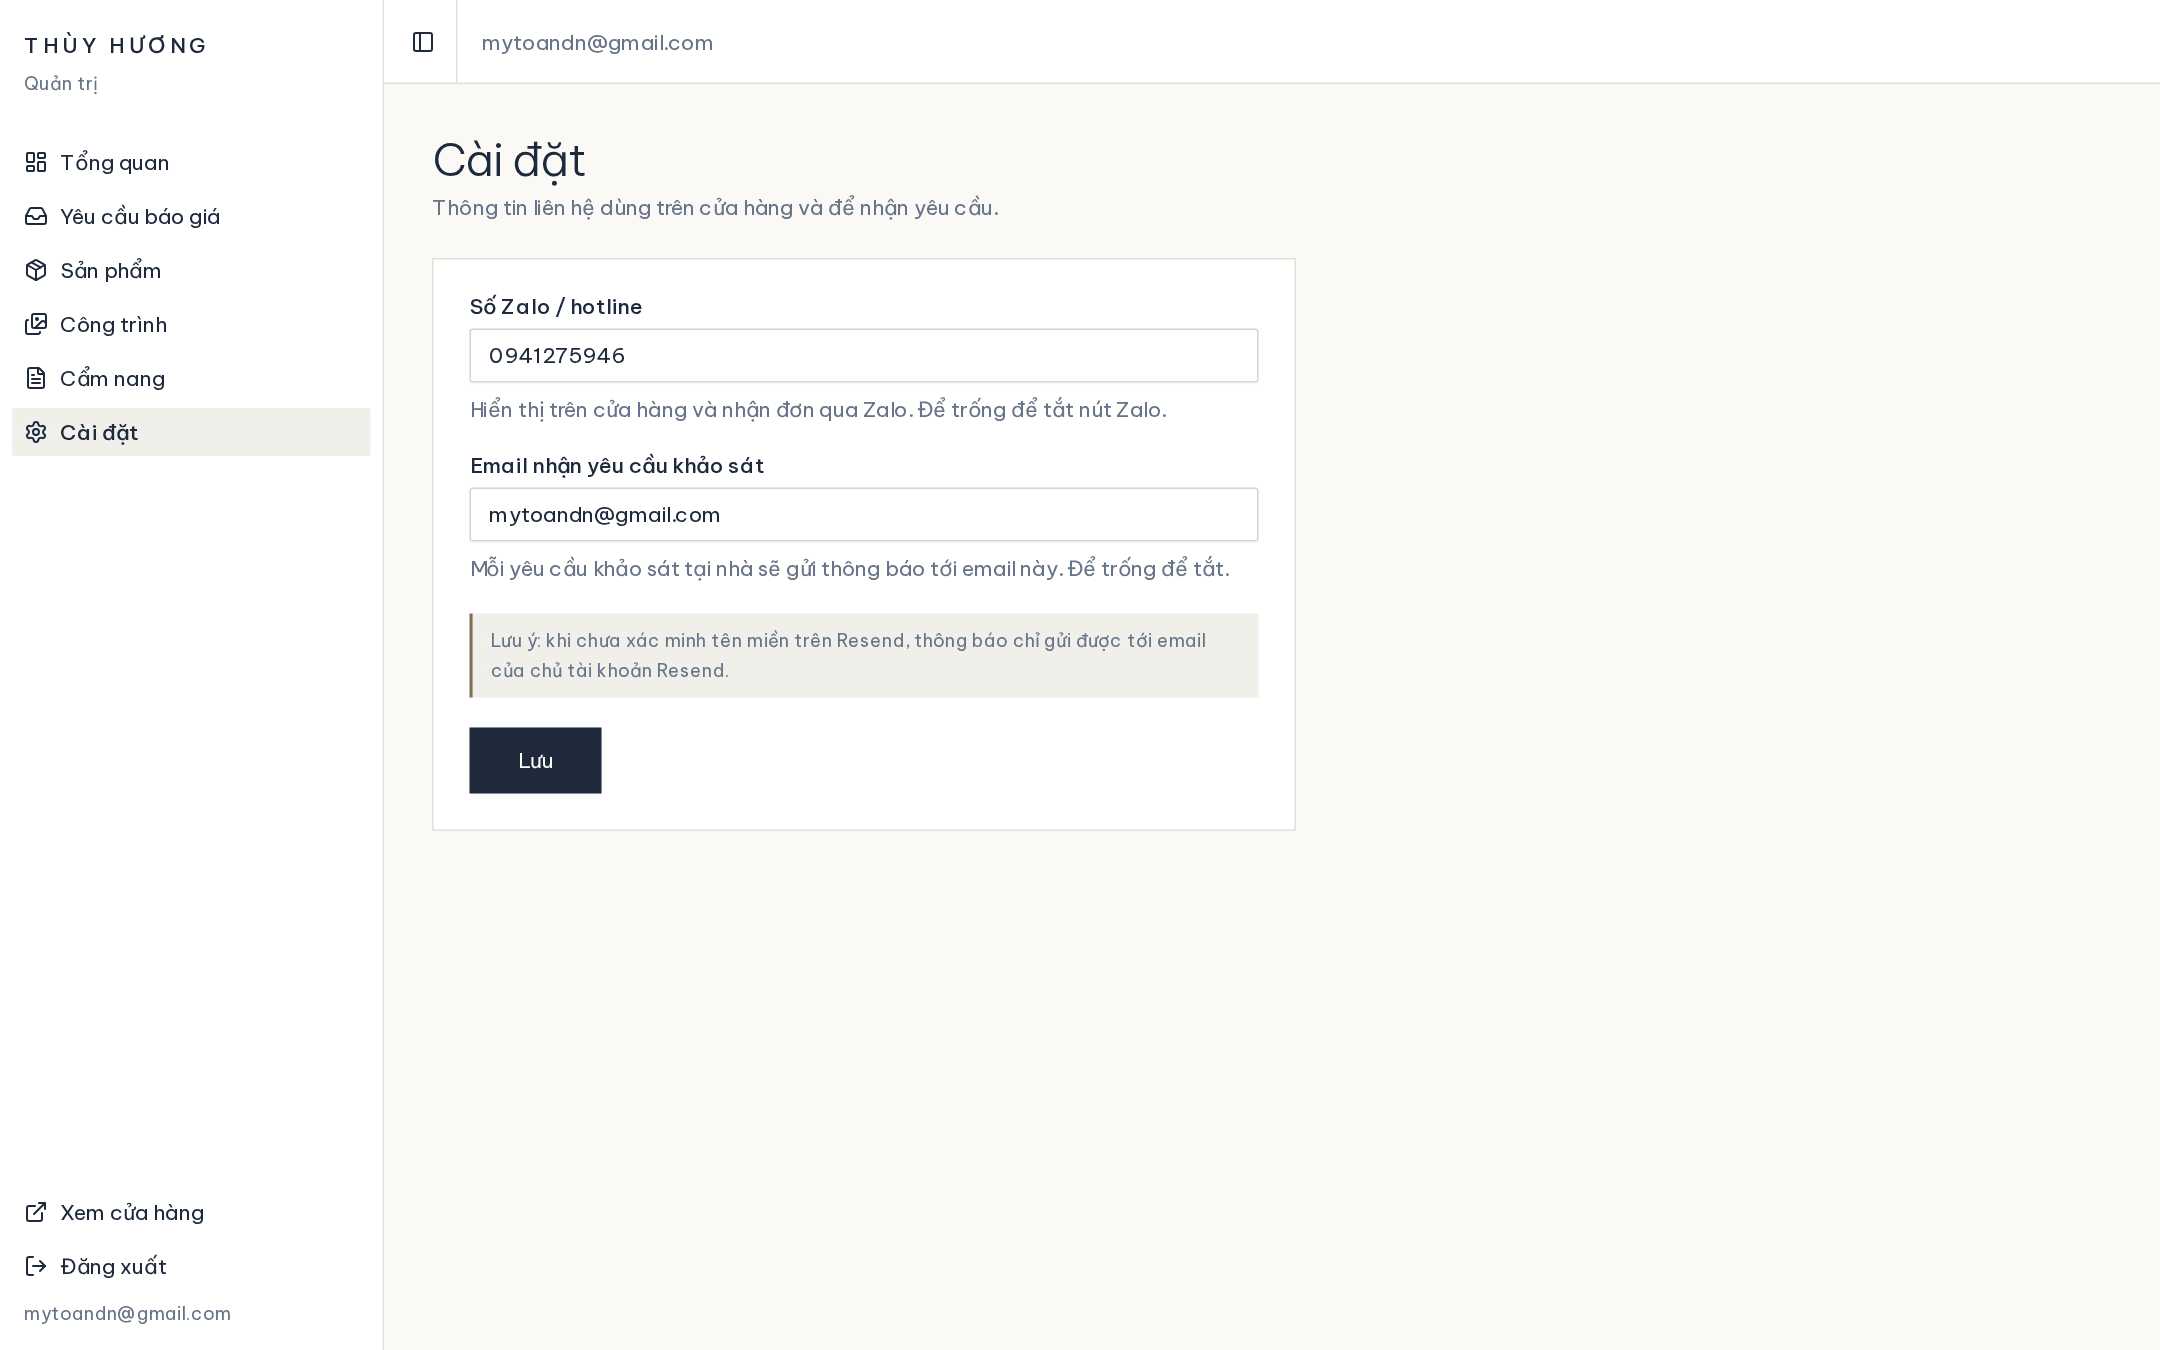 THÙY HƯƠNG
Quản trị
Tổng quan
Yêu cầu báo giá
Sản phẩm
Công trình
Cẩm nang
Cài đặt
Xem cửa hàng
Đăng xuất
mytoandn@gmail.com
mytoandn@gmail.com
Cài đặt
Thông tin liên hệ dùng trên cửa hàng và để nhận yêu cầu.
Số Zalo / hotline
0941275946
Hiển thị trên cửa hàng và nhận đơn qua Zalo. Để trống để tắt nút Zalo.
Email nhận yêu cầu khảo sát
mytoandn@gmail.com
Mỗi yêu cầu khảo sát tại nhà sẽ gửi thông báo tới email này. Để trống để tắt.
Lưu ý: khi chưa xác minh tên miền trên Resend, thông báo chỉ gửi được tới email
của chủ tài khoản Resend.
Lưu